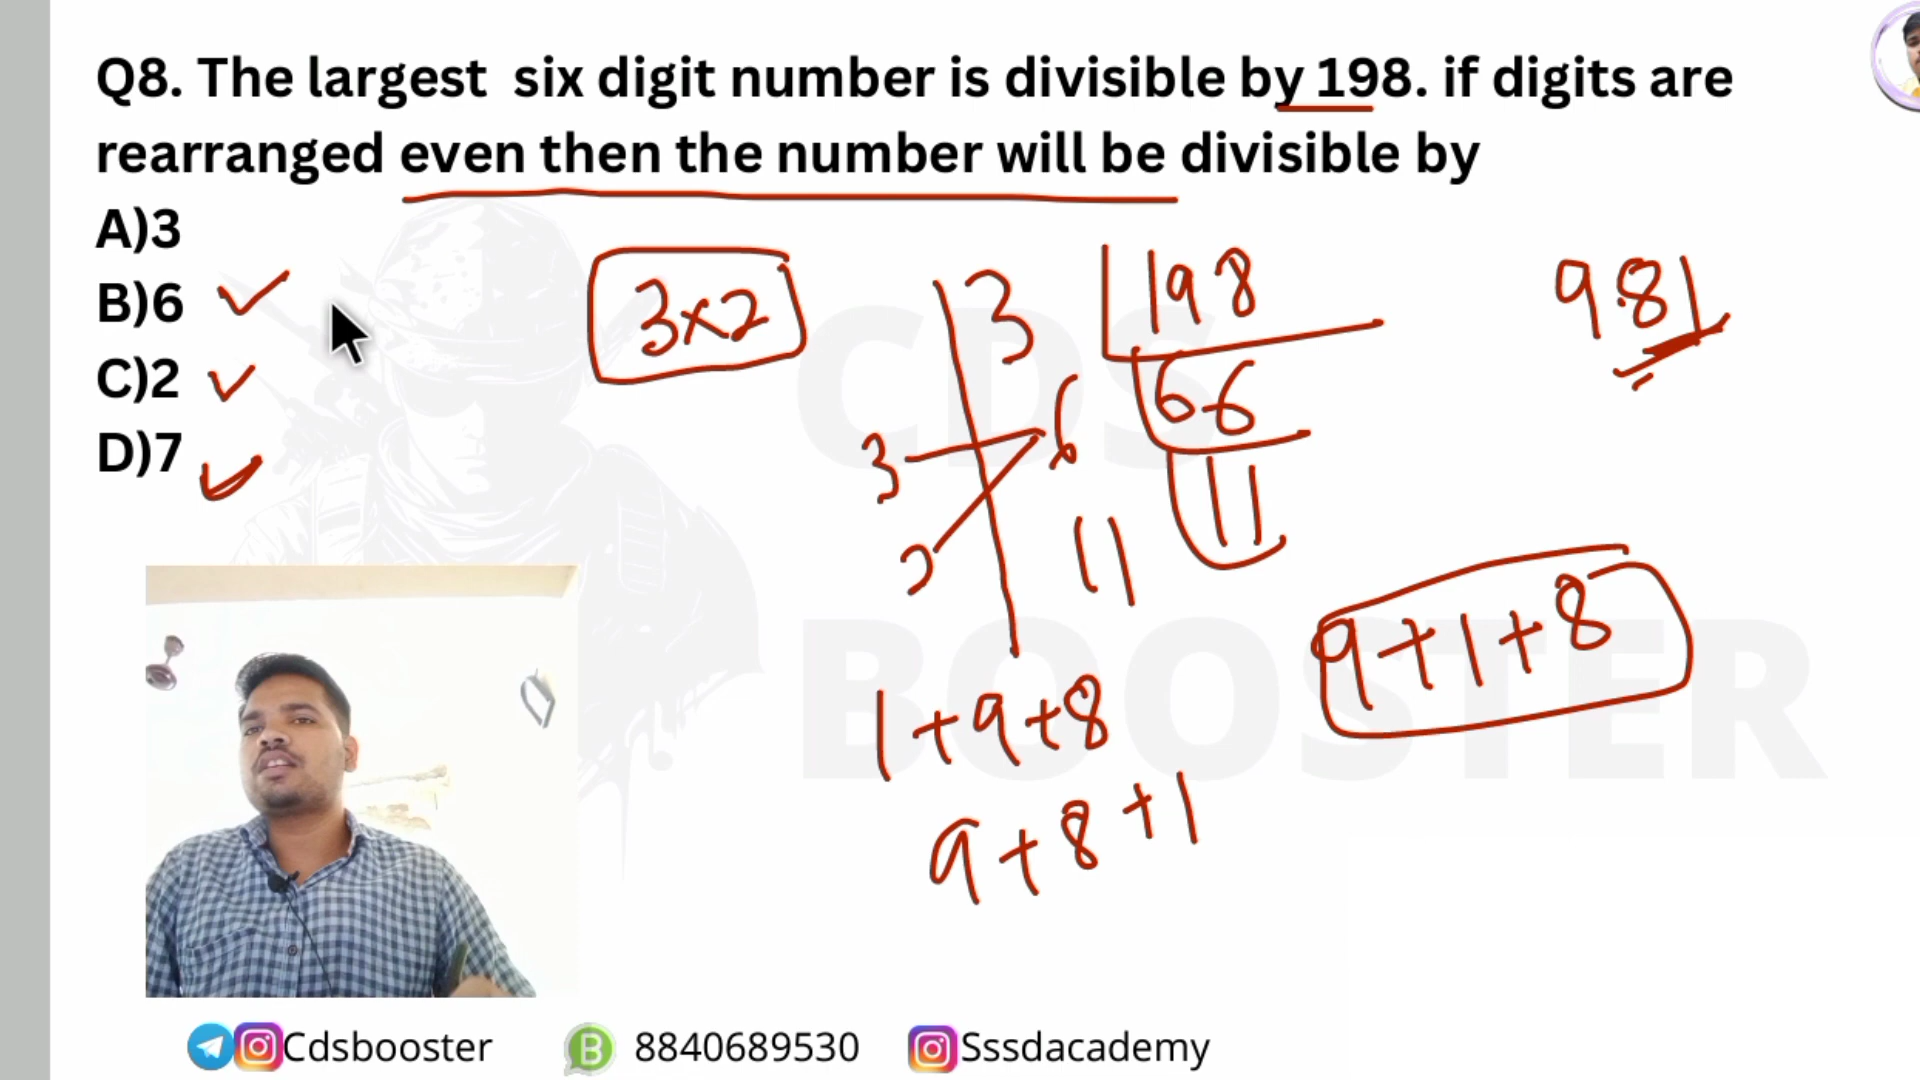 Q8. The largest six digit number is divisible by 198. if digits are
rearranged even then the number will be divisible by
A)3
B)6
C)2
D)7
3x2
3
198
981
6
66
3
2
11
11
9+1+8
1+9+8
9+8+1
CDS
BOOSTER
Cdsbooster
8840689530
Sssdacademy